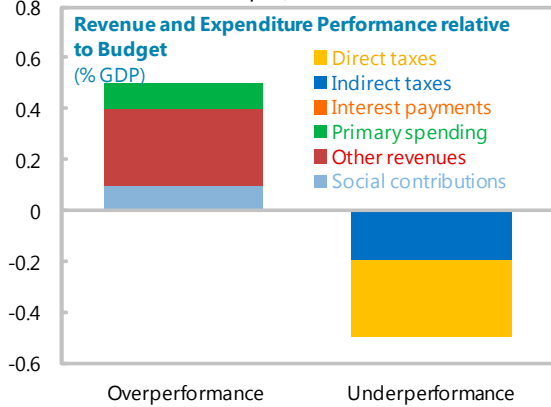 0.8
Revenue and Expenditure Performance relative
to Budget
(% GDP)
Direct taxes
Indirect taxes
Interest payments
Primary spending
Other revenues
Social contributions
0.6
0.4
0.2
0
-0.2
-0.4
-0.6
Overperformance
Underperformance